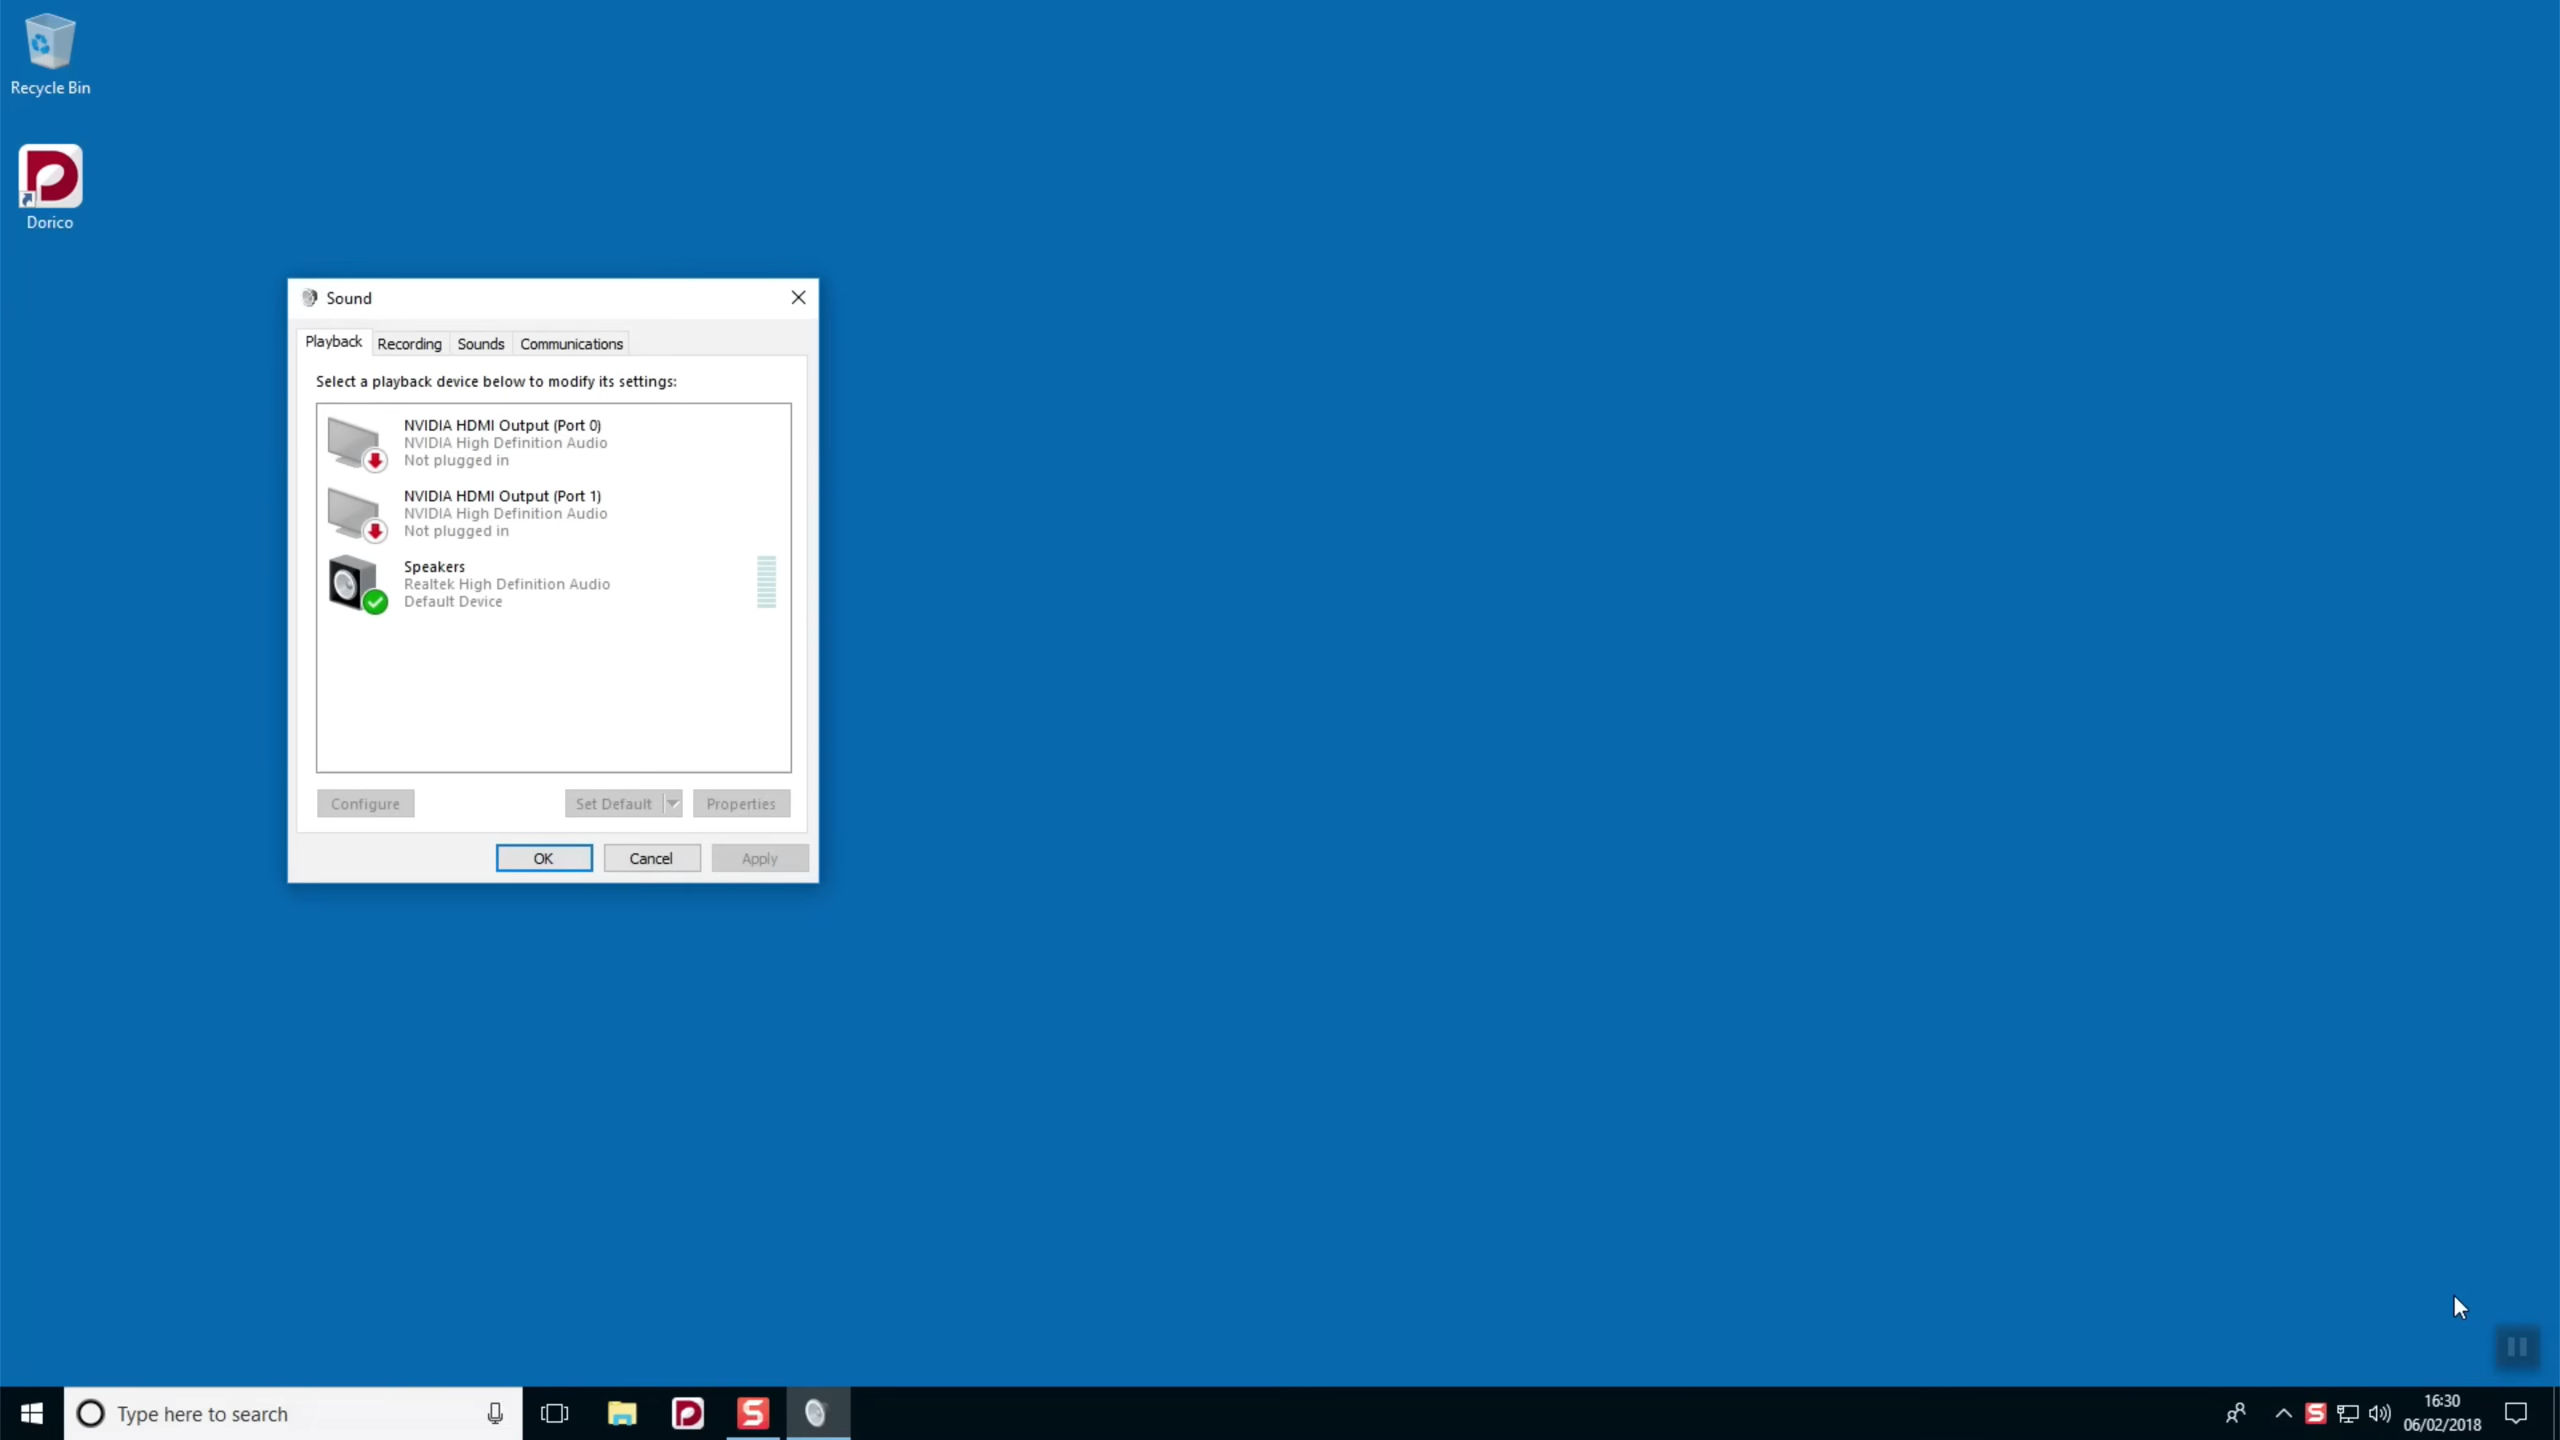 Recycle Bin
Dorico
Sound
Playback
Recording
Sounds
Communications
Select a playback device below to modify its settings:
NVIDIA HDMI Output (Port 0)
NVIDIA High Definition Audio
Not plugged in
NVIDIA HDMI Output (Port 1)
NVIDIA High Definition Audio
Not plugged in
Speakers
Realtek High Definition Audio
Default Device
Configure
Set Default
Properties
OK
Cancel
Apply
Type here to search
16:30
06/02/2018